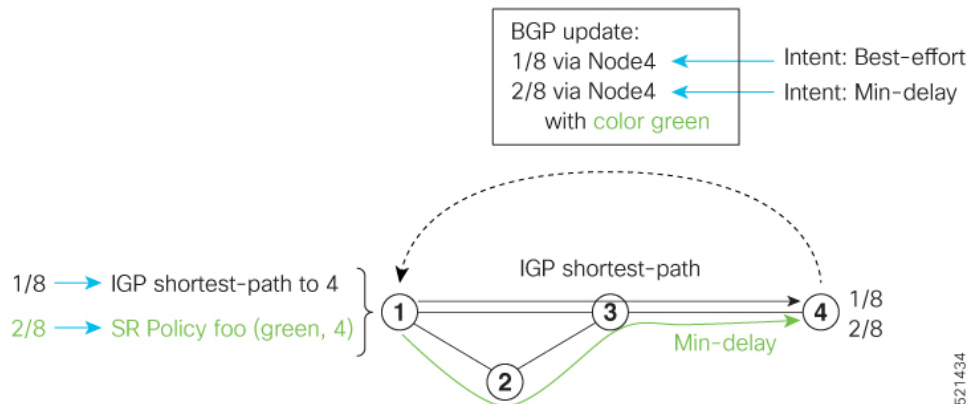 BGP update:
1/8 via Node4
Intent: Best-effort
2/8 via Node4
Intent: Min-delay
with color green
IGP shortest-path
1/8
IGP shortest-path to 4
2/8
SR Policy foo (green, 4)
1
3
4
1/8
2/8
Min-delay
2
521434